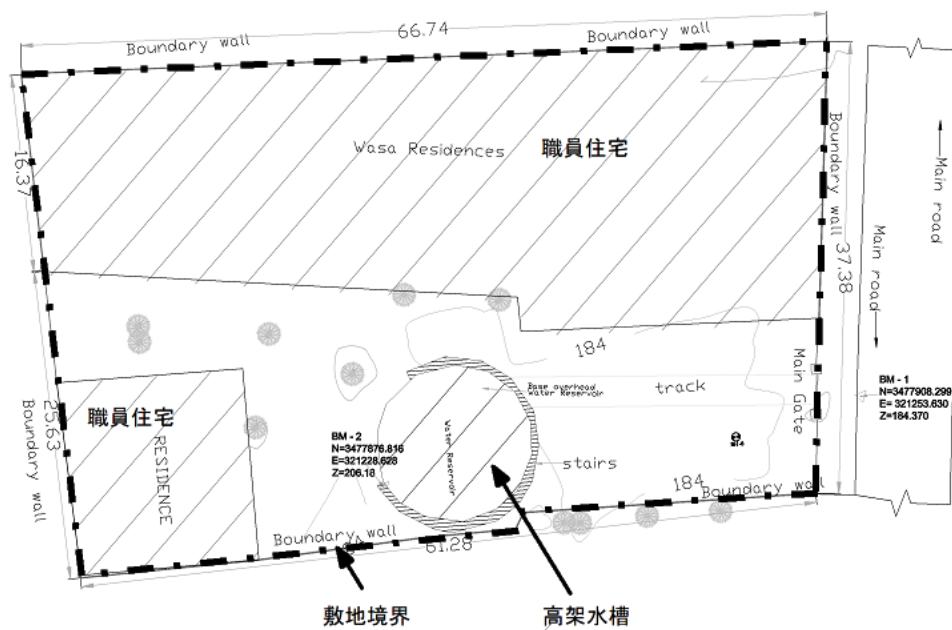 66.74
Boundary wall
Boundary wall
16.37
Wasa Residences
職員住宅
Boundary wall
37.38
Main road
Main road
184
Main Gate
Base overhead
Water Reservoir
track
BM - 1
N=3477908.299
E= 321253.630
Z=184.370
職員住宅
25.63
Boundary wall
RESIDENCE
BM - 2
N=3477876.816
E=321228.628
Z=206.18
Water Reservoir
stairs
184
Boundary wall
Boundary wall
61.28
敷地境界
高架水槽